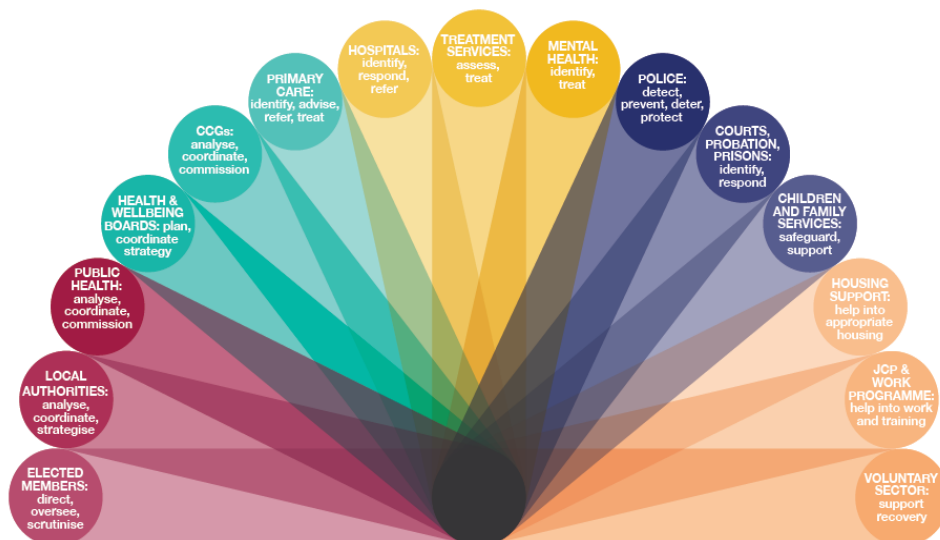 ELECTED
MEMBERS:
direct,
oversee,
scrutinise
LOCAL
AUTHORITIES:
analyse,
coordinate,
strategise
PUBLIC
HEALTH:
analyse,
coordinate,
commission
HEALTH &
WELLBEING
BOARDS: plan,
coordinate
strategy
CCGs:
analyse,
coordinate,
commission
PRIMARY
CARE:
identify, advise,
refer, treat
HOSPITALS:
identify,
respond,
refer
TREATMENT
SERVICES:
assess,
treat
MENTAL
HEALTH:
identify,
treat
POLICE:
detect,
prevent, deter,
protect
COURTS,
PROBATION,
PRISONS:
identify,
respond
CHILDREN
AND FAMILY
SERVICES:
safeguard,
support
HOUSING
SUPPORT:
help into
appropriate
housing
JCP &
WORK
PROGRAMME:
help into work
and training
VOLUNTARY
SECTOR:
support
recovery